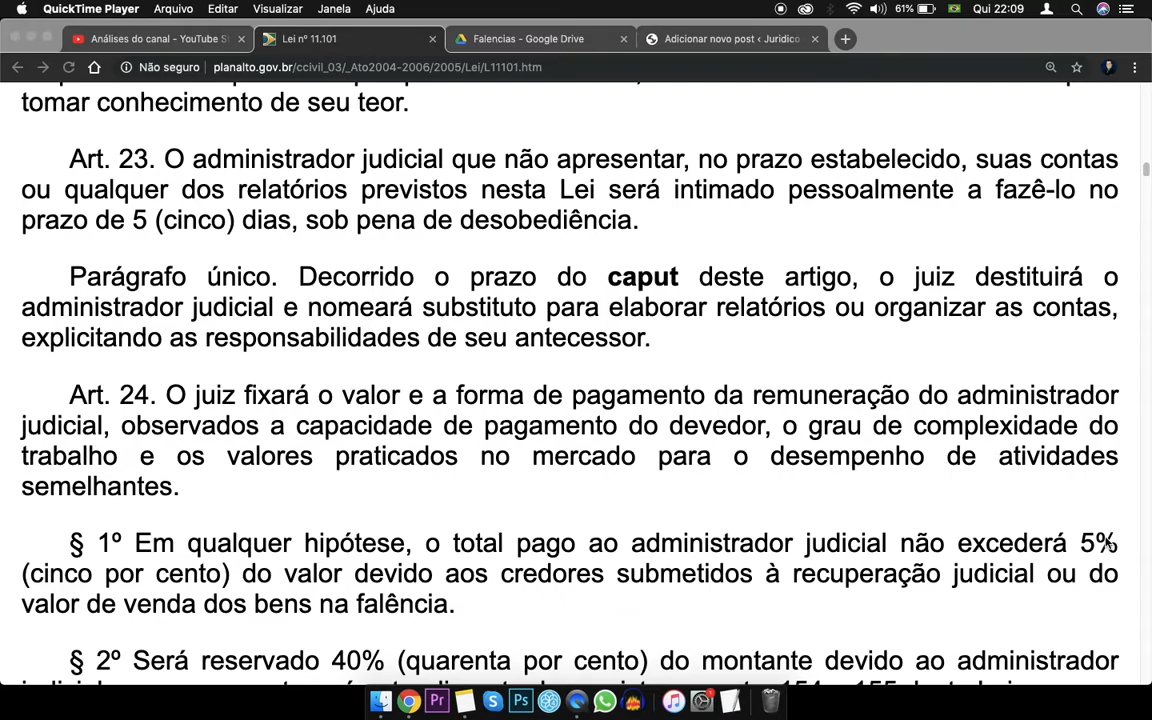 QuickTime Player Arquivo Editar Visualizar Janela Ajuda 61% Qui 22:09
Análises do canal - YouTube S Lei nº 11.101 Falencias - Google Drive Adicionar novo post ‹ Juridico
Não seguro planalto.gov.br/ccivil_03/_Ato2004-2006/2005/Lei/L11101.htm
tomar conhecimento de seu teor.
Art. 23. O administrador judicial que não apresentar, no prazo estabelecido, suas contas
ou qualquer dos relatórios previstos nesta Lei será intimado pessoalmente a fazê-lo no
prazo de 5 (cinco) dias, sob pena de desobediência.
Parágrafo único. Decorrido o prazo do caput deste artigo, o juiz destituirá o
administrador judicial e nomeará substituto para elaborar relatórios ou organizar as contas,
explicitando as responsabilidades de seu antecessor.
Art. 24. O juiz fixará o valor e a forma de pagamento da remuneração do administrador
judicial, observados a capacidade de pagamento do devedor, o grau de complexidade do
trabalho e os valores praticados no mercado para o desempenho de atividades
semelhantes.
§ 1º Em qualquer hipótese, o total pago ao administrador judicial não excederá 5%
(cinco por cento) do valor devido aos credores submetidos à recuperação judicial ou do
valor de venda dos bens na falência.
§ 2º Será reservado 40% (quarenta por cento) do montante devido ao administrador
Pr Ps